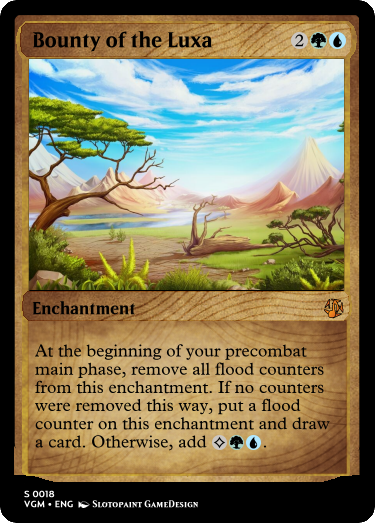 Bounty of the Luxa 2
Enchantment
At the beginning of your precombat
main phase, remove all flood counters
from this enchantment. If no counters
were removed this way, put a flood
counter on this enchantment and draw
a card. Otherwise, add
S 0018
VGM • ENG Slotopaint GameDesign